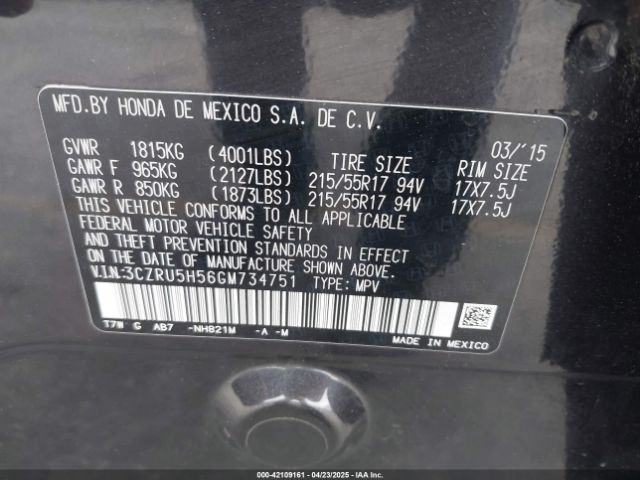 MFD.BY HONDA DE MEXICO S.A. DE C.V.
03/'15
GVWR 1815KG (4001LBS) TIRE SIZE RIM SIZE
GAWR F 965KG (2127LBS) 215/55R17 94V 17X7.5J
GAWR R 850KG (1873LBS) 215/55R17 94V 17X7.5J
THIS VEHICLE CONFORMS TO ALL APPLICABLE
FEDERAL MOTOR VEHICLE SAFETY
AND THEFT PREVENTION STANDARDS IN EFFECT
ON THE DATE OF MANUFACTURE SHOWN ABOVE.
V.I.N:3CZRU5H56GM734751 TYPE: MPV
T7W G AB7 -NH821M -A -M
MADE IN MEXICO
000-42109161 - 04/23/2025 - IAA Inc.